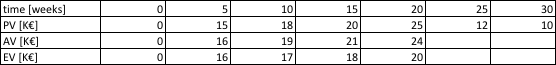 time [weeks] 0 5 10 15 20 25 30
PV [K€] 0 15 18 20 25 12 10
AV [K€] 0 16 19 21 24
EV [K€] 0 16 17 18 20